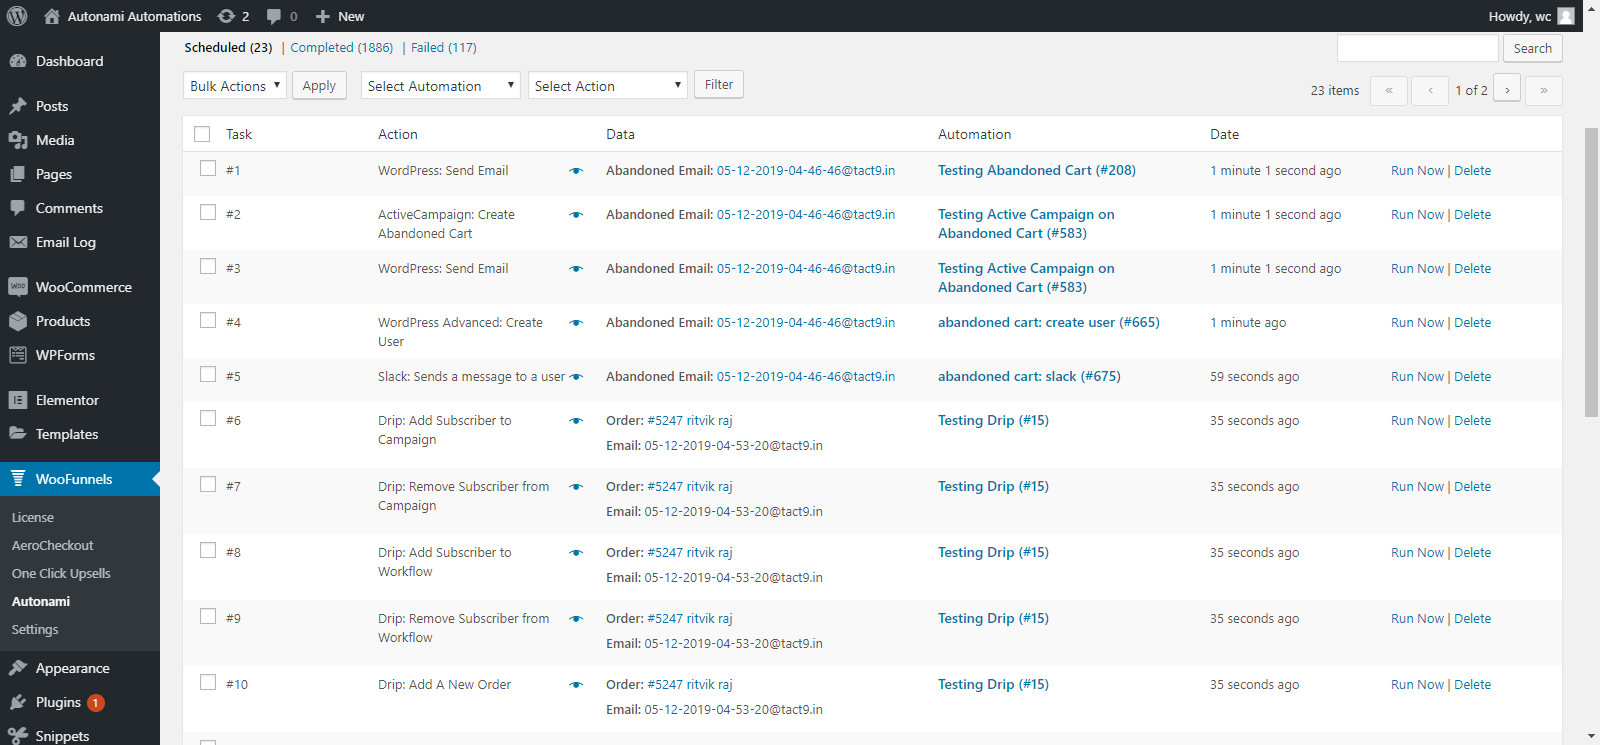 Autonami Automations 2 0 New Howdy, wc
Dashboard
Posts
Media
Pages
Comments
Email Log
WOO WooCommerce
Products
WPForms
Elementor
Templates
WooFunnels
License
AeroCheckout
One Click Upsells
Autonami
Settings
Appearance
Plugins 1
Snippets
Scheduled (23) | Completed (1886) | Failed (117)
Search
Bulk Actions Apply Select Automation Select Action Filter
23 items « ‹ 1 of 2 › »
Task Action Data Automation Date
#1 WordPress: Send Email Abandoned Email: 05-12-2019-04-46-46@tact9.in Testing Abandoned Cart (#208) 1 minute 1 second ago Run Now | Delete
#2 ActiveCampaign: Create Abandoned Email: 05-12-2019-04-46-46@tact9.in Testing Active Campaign on 1 minute 1 second ago Run Now | Delete
Abandoned Cart Abandoned Cart (#583)
#3 WordPress: Send Email Abandoned Email: 05-12-2019-04-46-46@tact9.in Testing Active Campaign on 1 minute 1 second ago Run Now | Delete
Abandoned Cart (#583)
#4 WordPress Advanced: Create Abandoned Email: 05-12-2019-04-46-46@tact9.in abandoned cart: create user (#665) 1 minute ago Run Now | Delete
User
#5 Slack: Sends a message to a user Abandoned Email: 05-12-2019-04-46-46@tact9.in abandoned cart: slack (#675) 59 seconds ago Run Now | Delete
#6 Drip: Add Subscriber to Order: #5247 ritvik raj Testing Drip (#15) 35 seconds ago Run Now | Delete
Campaign Email: 05-12-2019-04-53-20@tact9.in
#7 Drip: Remove Subscriber from Order: #5247 ritvik raj Testing Drip (#15) 35 seconds ago Run Now | Delete
Campaign Email: 05-12-2019-04-53-20@tact9.in
#8 Drip: Add Subscriber to Order: #5247 ritvik raj Testing Drip (#15) 35 seconds ago Run Now | Delete
Workflow Email: 05-12-2019-04-53-20@tact9.in
#9 Drip: Remove Subscriber from Order: #5247 ritvik raj Testing Drip (#15) 35 seconds ago Run Now | Delete
Workflow Email: 05-12-2019-04-53-20@tact9.in
#10 Drip: Add A New Order Order: #5247 ritvik raj Testing Drip (#15) 35 seconds ago Run Now | Delete
Email: 05-12-2019-04-53-20@tact9.in